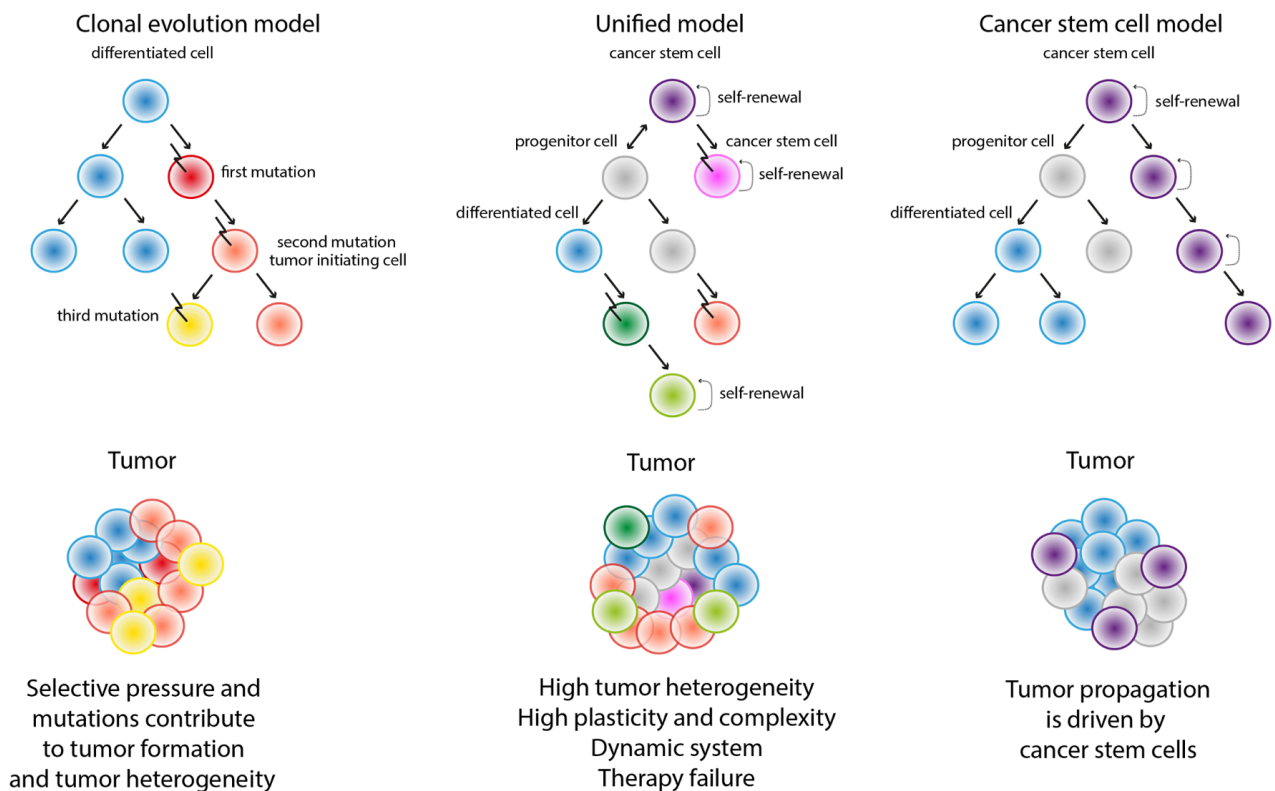 Clonal evolution model
differentiated cell
first mutation
second mutation
tumor initiating cell
third mutation
Tumor
Selective pressure and
mutations contribute
to tumor formation
and tumor heterogeneity
Unified model
cancer stem cell
self-renewal
progenitor cell
cancer stem cell
self-renewal
differentiated cell
self-renewal
Tumor
High tumor heterogeneity
High plasticity and complexity
Dynamic system
Therapy failure
Cancer stem cell model
cancer stem cell
self-renewal
progenitor cell
differentiated cell
Tumor
Tumor propagation
is driven by
cancer stem cells